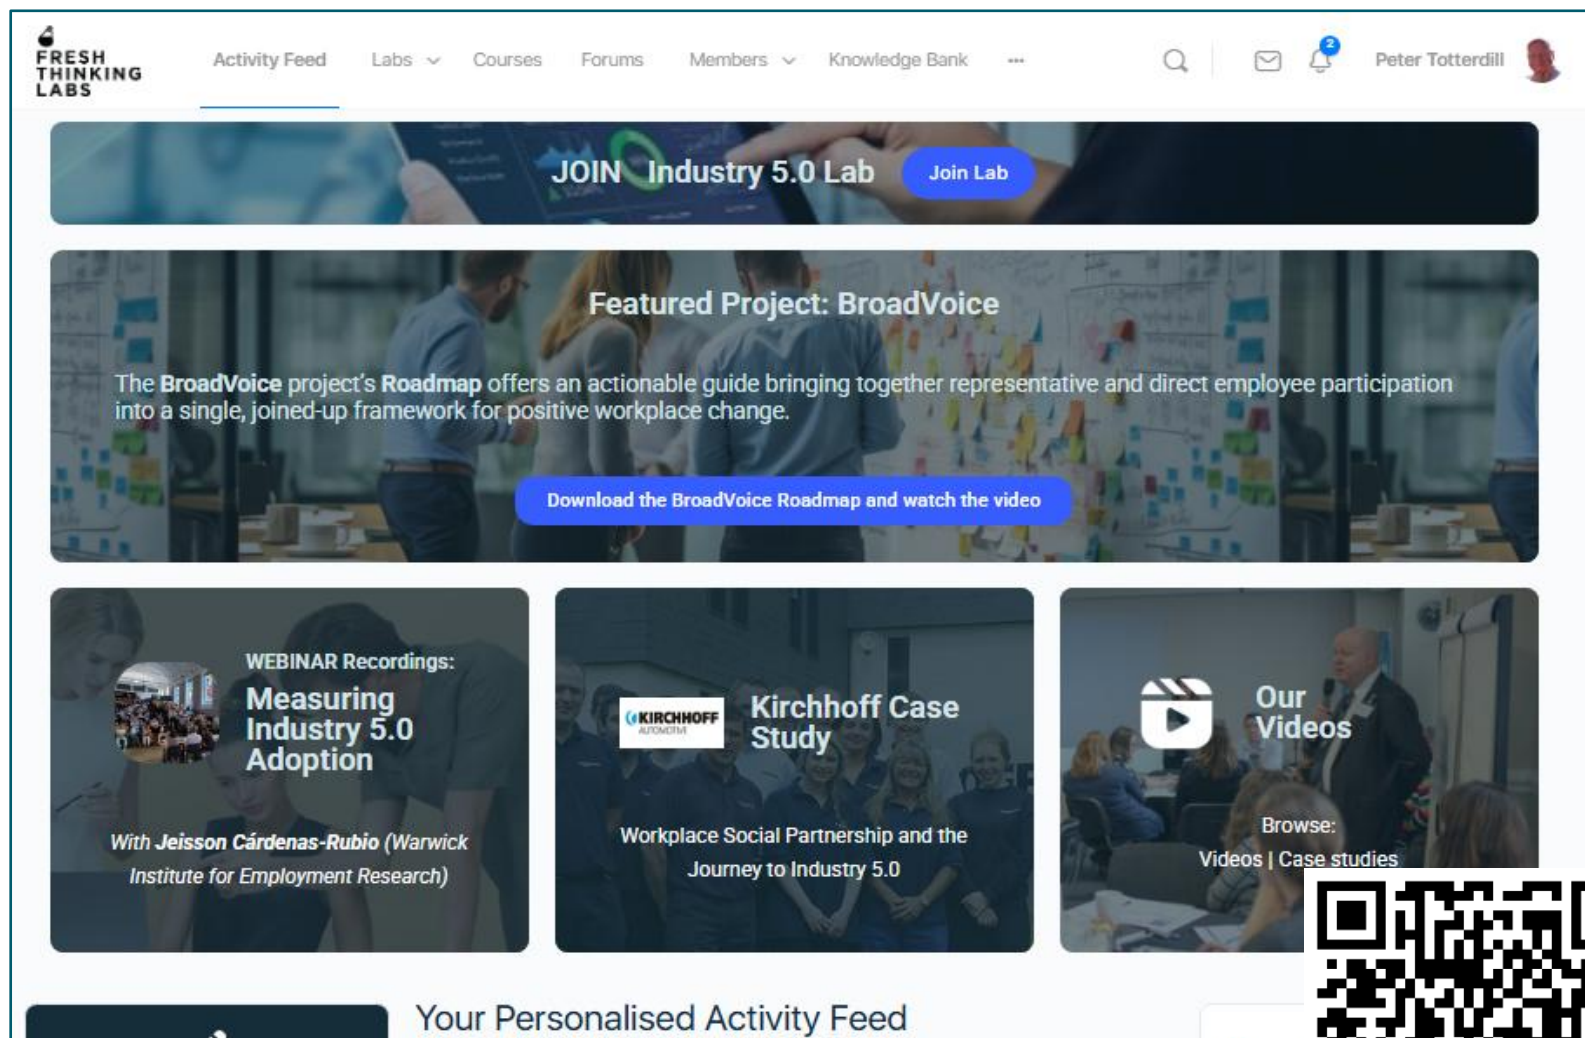 FRESH
THINKING
LABS
Activity Feed Labs Courses Forums Members Knowledge Bank ••• 2 Peter Totterdill
JOIN Industry 5.0 Lab Join Lab
Featured Project: BroadVoice
The BroadVoice project's Roadmap offers an actionable guide bringing together representative and direct employee participation
into a single, joined-up framework for positive workplace change.
Download the BroadVoice Roadmap and watch the video
WEBINAR Recordings:
Measuring
Industry 5.0
Adoption
With Jeisson Cárdenas-Rubio (Warwick
Institute for Employment Research)
KIRCHHOFF
AUTOMOTIVE
Kirchhoff Case
Study
Workplace Social Partnership and the
Journey to Industry 5.0
Our
Videos
Browse:
Videos | Case studies
Your Personalised Activity Feed